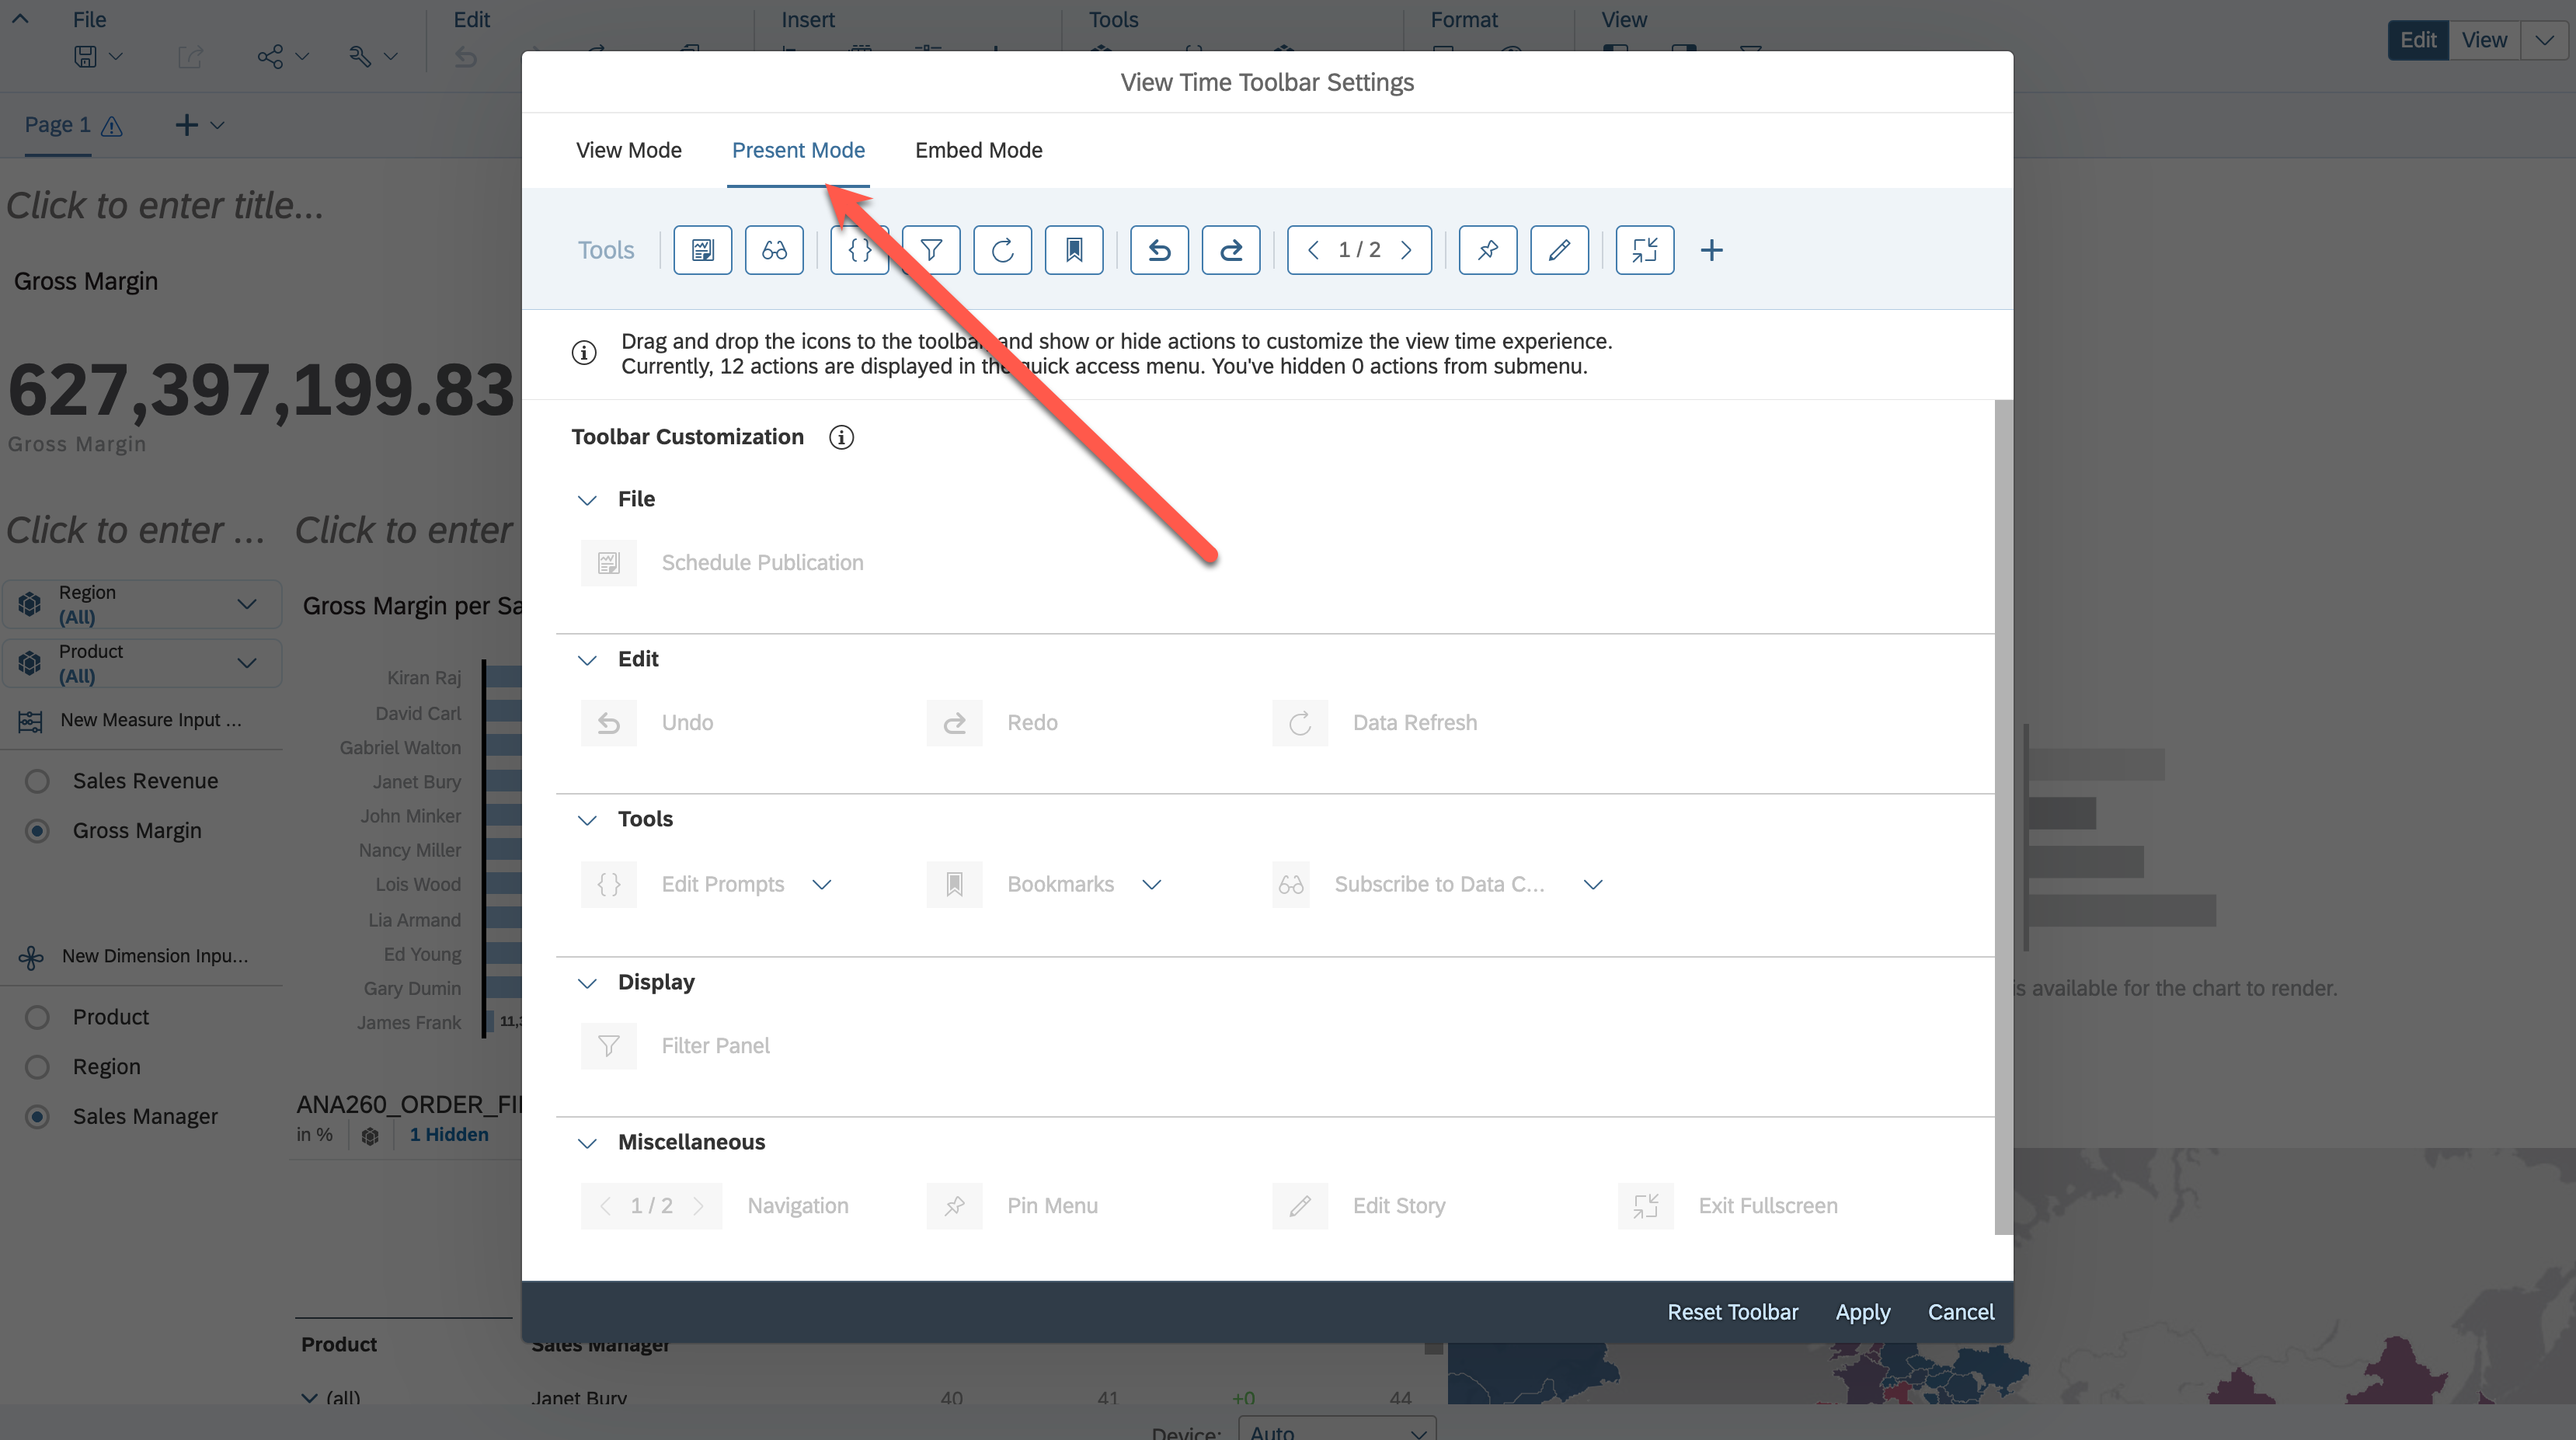 File
Edit
Insert
Tools
Format
View
Edit
View
Page 1
View Time Toolbar Settings
View Mode
Present Mode
Embed Mode
Click to enter title...
Tools
1 / 2
Gross Margin
Drag and drop the icons to the toolbar and show or hide actions to customize the view time experience.
Currently, 12 actions are displayed in the quick access menu. You've hidden 0 actions from submenu.
627,397,199.83
Gross Margin
Toolbar Customization
File
Click to enter ...
Click to enter
Schedule Publication
Region
(All)
Gross Margin per Sa
Product
(All)
Edit
Kiran Raj
David Carl
New Measure Input ...
Undo
Redo
Data Refresh
Gabriel Walton
Sales Revenue
Janet Bury
John Minker
Tools
Gross Margin
Nancy Miller
Lois Wood
Edit Prompts
Bookmarks
Subscribe to Data C...
Lia Armand
New Dimension Inpu...
Ed Young
Gary Dumin
Display
is available for the chart to render.
Product
James Frank
11,3
Filter Panel
Region
Sales Manager
ANA260_ORDER_FII
in %
1 Hidden
Miscellaneous
1 / 2
Navigation
Pin Menu
Edit Story
Exit Fullscreen
Reset Toolbar
Apply
Cancel
Product
Sales Manager
(all)
Janet Bury
40
41
+0
44
Device:
Auto